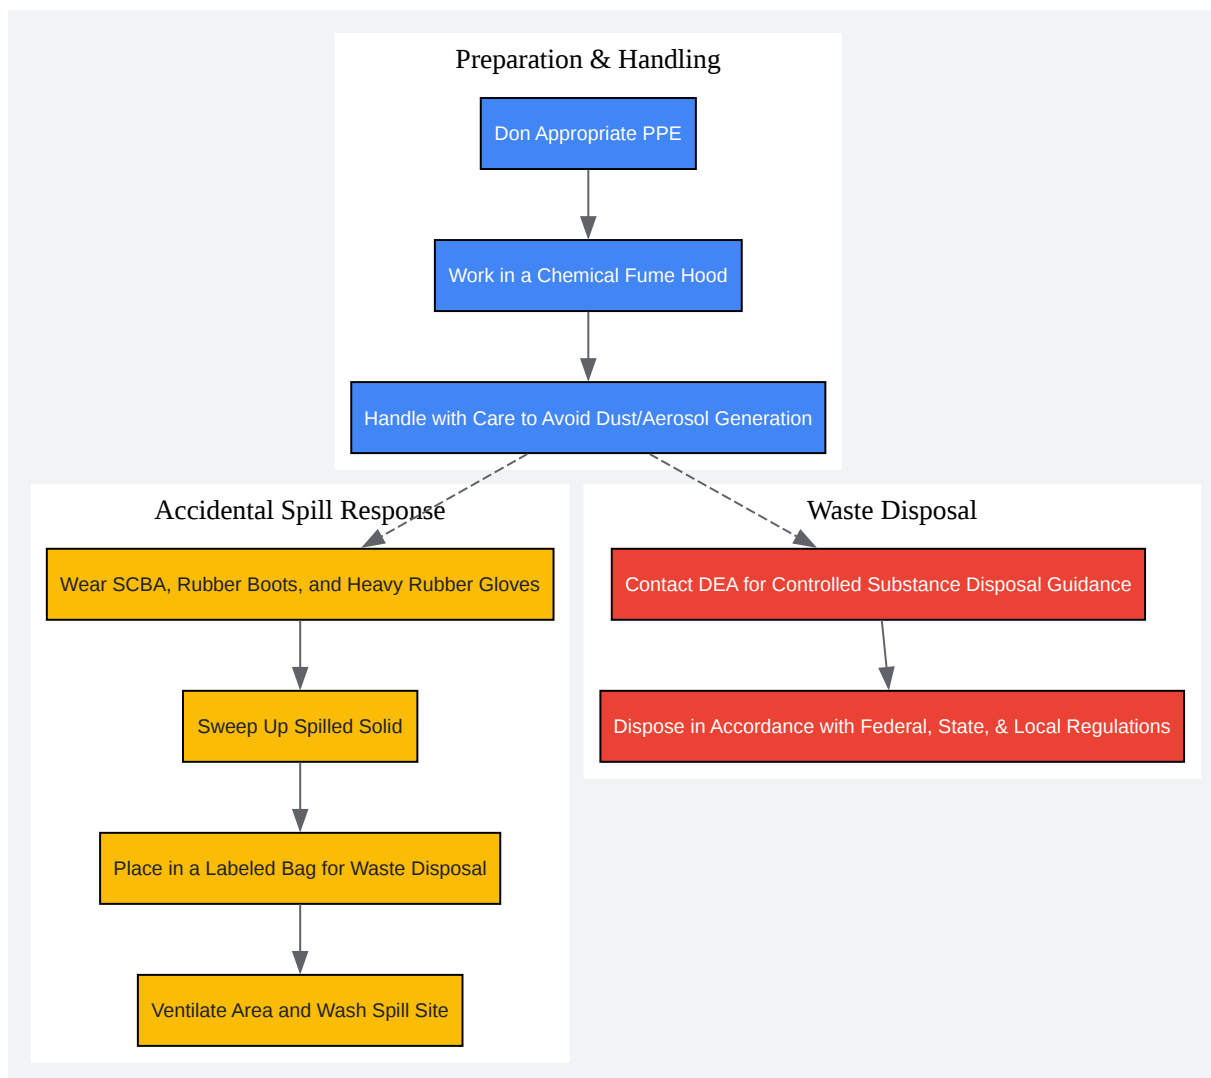 Preparation & Handling
Don Appropriate PPE
Work in a Chemical Fume Hood
Handle with Care to Avoid Dust/Aerosol Generation
Accidental Spill Response
Wear SCBA, Rubber Boots, and Heavy Rubber Gloves
Sweep Up Spilled Solid
Place in a Labeled Bag for Waste Disposal
Ventilate Area and Wash Spill Site
Waste Disposal
Contact DEA for Controlled Substance Disposal Guidance
Dispose in Accordance with Federal, State, & Local Regulations